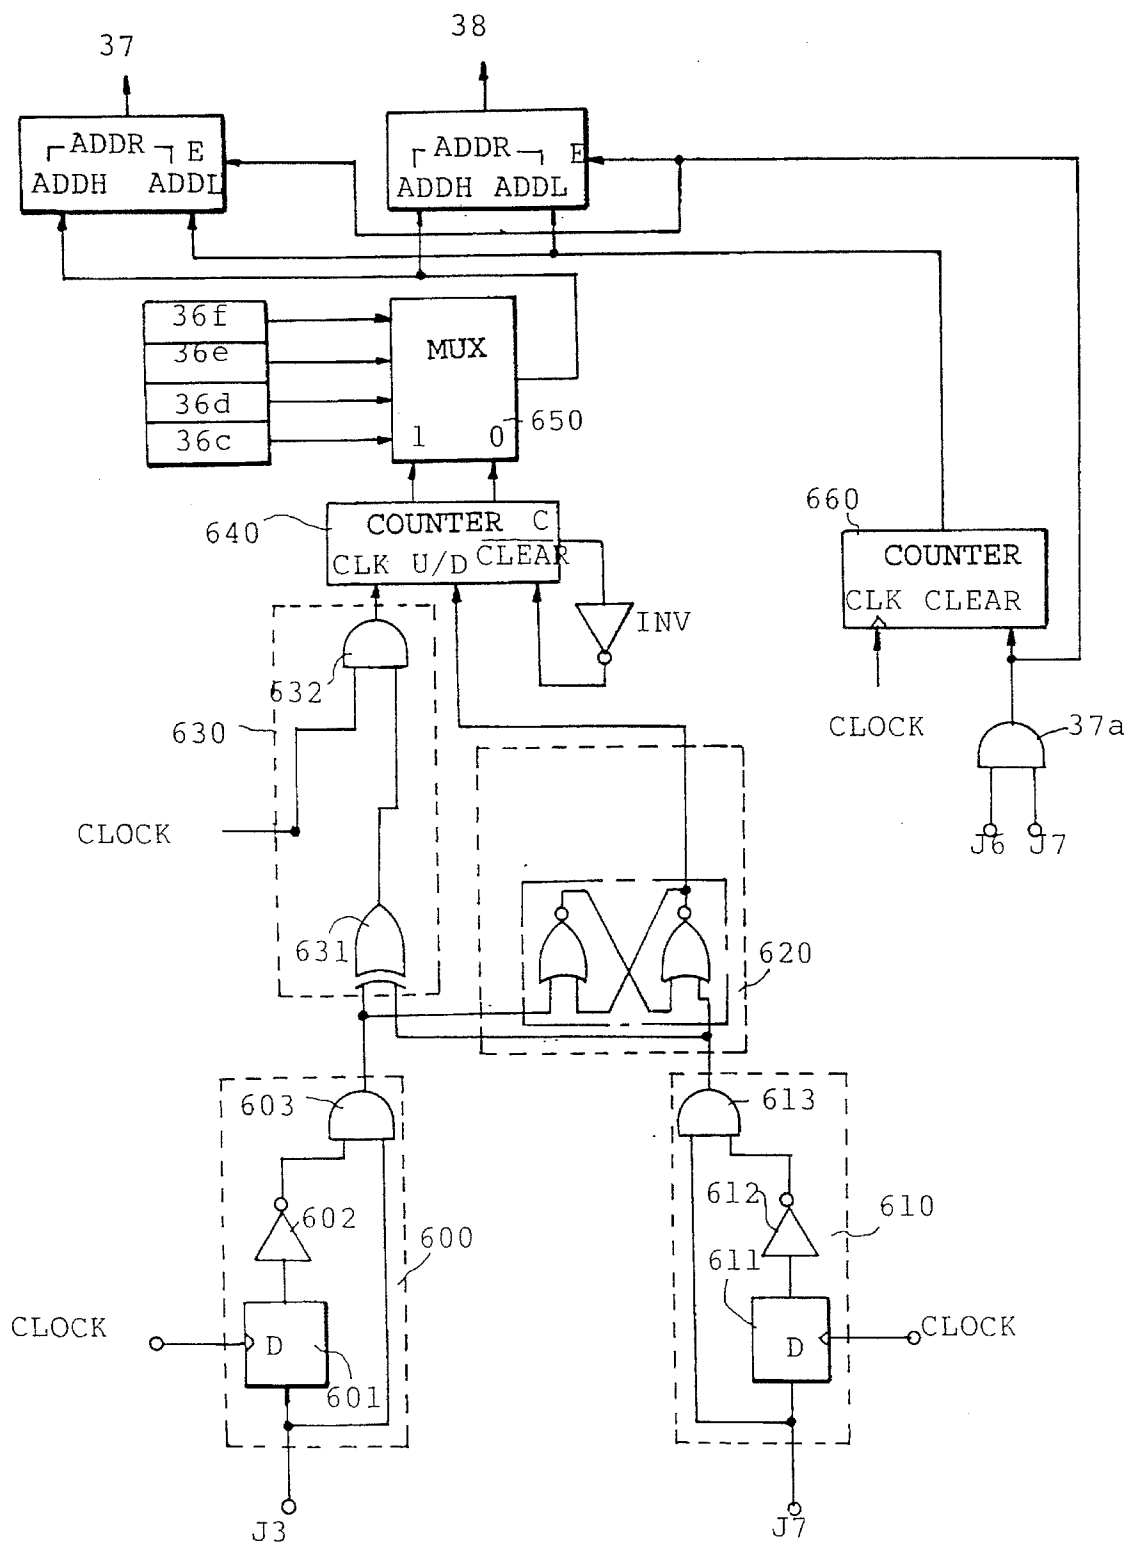 37
38
ADDR E
ADDH ADDL
ADDR E
ADDH ADDL
36f
36e
36d
36c
MUX
1 0
650
640
COUNTER C
CLK U/D CLEAR
INV
660
COUNTER
CLK CLEAR
632
630
CLOCK
37a
CLOCK
J6 J7
631
620
603
613
602
600
612
610
611
CLOCK
D
601
D
CLOCK
J3
J7